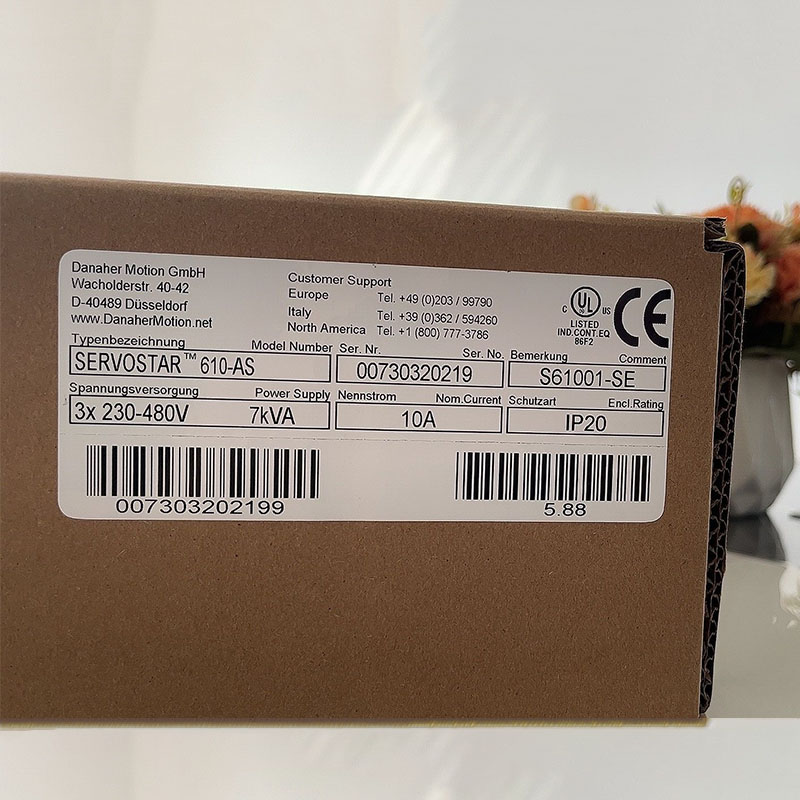 Danaher Motion GmbH
Wacholderstr. 40-42
D-40489 Düsseldorf
www.DanaherMotion.net
Customer Support
Europe Tel. +49 (0)203 / 99790
Italy Tel. +39 (0)362 / 594260
North America Tel. +1 (800) 777-3786
C UL US
LISTED
IND.CONT.EQ
86F2
CE
Typenbezeichnung Model Number
SERVOSTAR™ 610-AS
Ser. Nr. Ser. No.
00730320219
Bemerkung Comment
S61001-SE
Spannungsversorgung Power Supply
3x 230-480V 7kVA
Nennstrom Nom.Current
10A
Schutzart Encl.Rating
IP20
007303202199
5.88